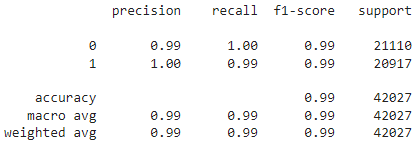 precision recall f1-score support
0 0.99 1.00 0.99 21110
1 1.00 0.99 0.99 20917
accuracy 0.99 42027
macro avg 0.99 0.99 0.99 42027
weighted avg 0.99 0.99 0.99 42027